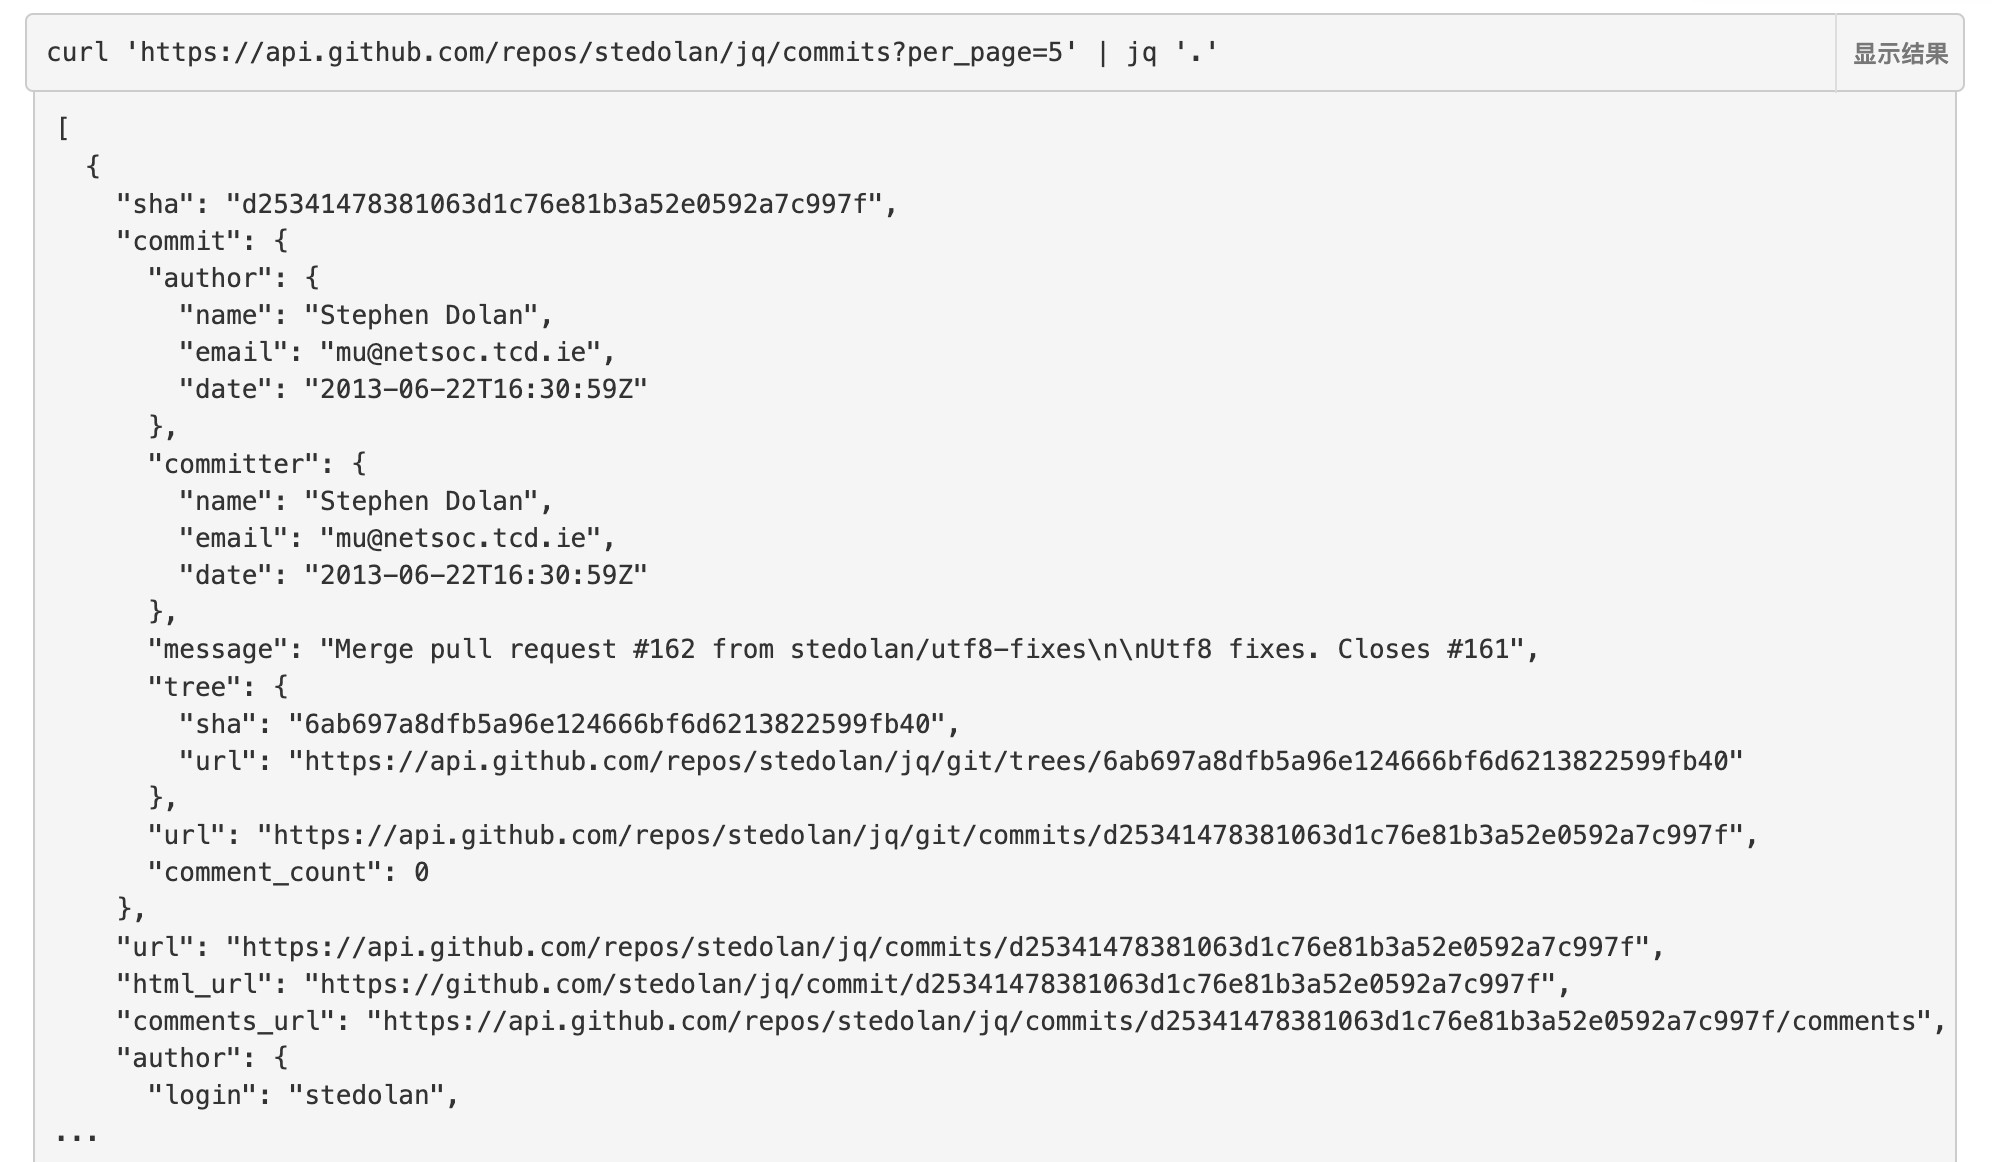 curl 'https://api.github.com/repos/stedolan/jq/commits?per_page=5' | jq '.'
显示结果
[
  {
    "sha": "d25341478381063d1c76e81b3a52e0592a7c997f",
    "commit": {
      "author": {
        "name": "Stephen Dolan",
        "email": "mu@netsoc.tcd.ie",
        "date": "2013-06-22T16:30:59Z"
      },
      "committer": {
        "name": "Stephen Dolan",
        "email": "mu@netsoc.tcd.ie",
        "date": "2013-06-22T16:30:59Z"
      },
      "message": "Merge pull request #162 from stedolan/utf8-fixes\n\nUtf8 fixes. Closes #161",
      "tree": {
        "sha": "6ab697a8dfb5a96e124666bf6d6213822599fb40",
        "url": "https://api.github.com/repos/stedolan/jq/git/trees/6ab697a8dfb5a96e124666bf6d6213822599fb40"
      },
      "url": "https://api.github.com/repos/stedolan/jq/git/commits/d25341478381063d1c76e81b3a52e0592a7c997f",
      "comment_count": 0
    },
    "url": "https://api.github.com/repos/stedolan/jq/commits/d25341478381063d1c76e81b3a52e0592a7c997f",
    "html_url": "https://github.com/stedolan/jq/commit/d25341478381063d1c76e81b3a52e0592a7c997f",
    "comments_url": "https://api.github.com/repos/stedolan/jq/commits/d25341478381063d1c76e81b3a52e0592a7c997f/comments",
    "author": {
      "login": "stedolan",
...